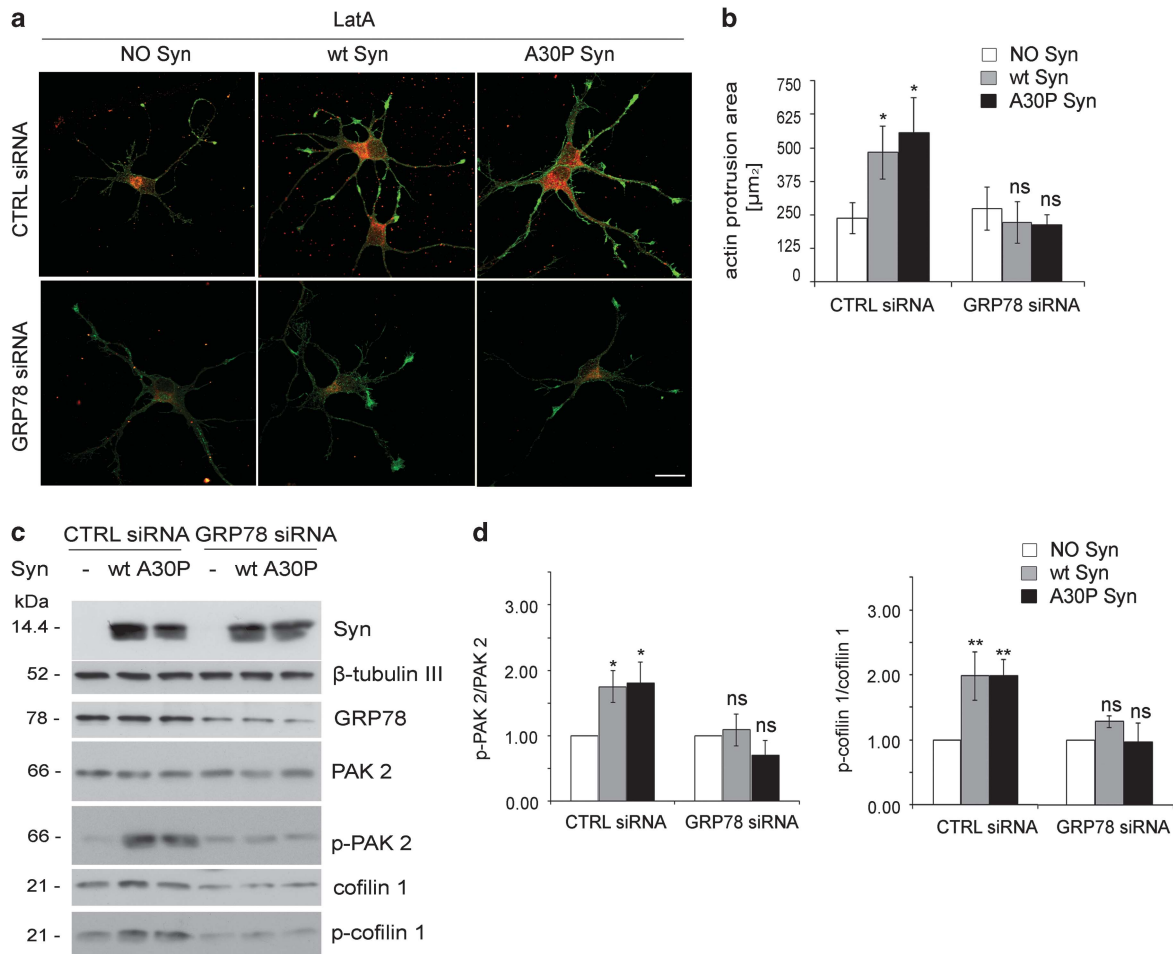 a
LatA
NO Syn wt Syn A30P Syn
CTRL siRNA
GRP78 siRNA
b
NO Syn
wt Syn
A30P Syn
actin protrusion area
[µm₂]
750
625
500
375
250
125
0
* *
ns ns
CTRL siRNA GRP78 siRNA
c
CTRL siRNA GRP78 siRNA
Syn - wt A30P - wt A30P
kDa
14.4 - Syn
52 - β-tubulin III
78 - GRP78
66 - PAK 2
66 - p-PAK 2
21 - cofilin 1
21 - p-cofilin 1
d
p-PAK 2/PAK 2
3.00
2.00
1.00
0.00
* *
ns ns
CTRL siRNA GRP78 siRNA
NO Syn
wt Syn
A30P Syn
p-cofilin 1/cofilin 1
3.00
2.00
1.00
0.00
** **
ns ns
CTRL siRNA GRP78 siRNA